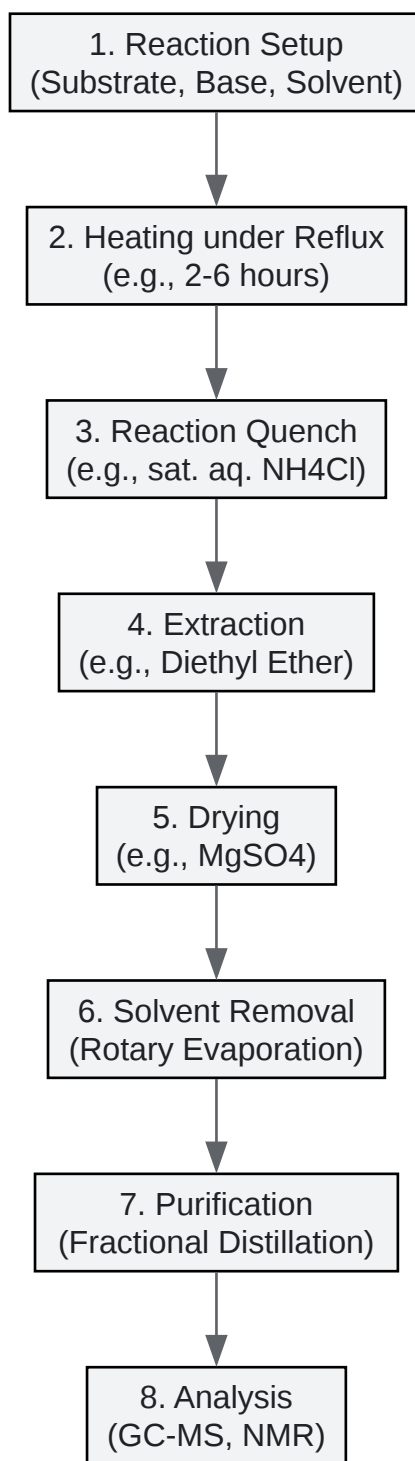 1. Reaction Setup
(Substrate, Base, Solvent)
2. Heating under Reflux
(e.g., 2-6 hours)
3. Reaction Quench
(e.g., sat. aq. NH4Cl)
4. Extraction
(e.g., Diethyl Ether)
5. Drying
(e.g., MgSO4)
6. Solvent Removal
(Rotary Evaporation)
7. Purification
(Fractional Distillation)
8. Analysis
(GC-MS, NMR)